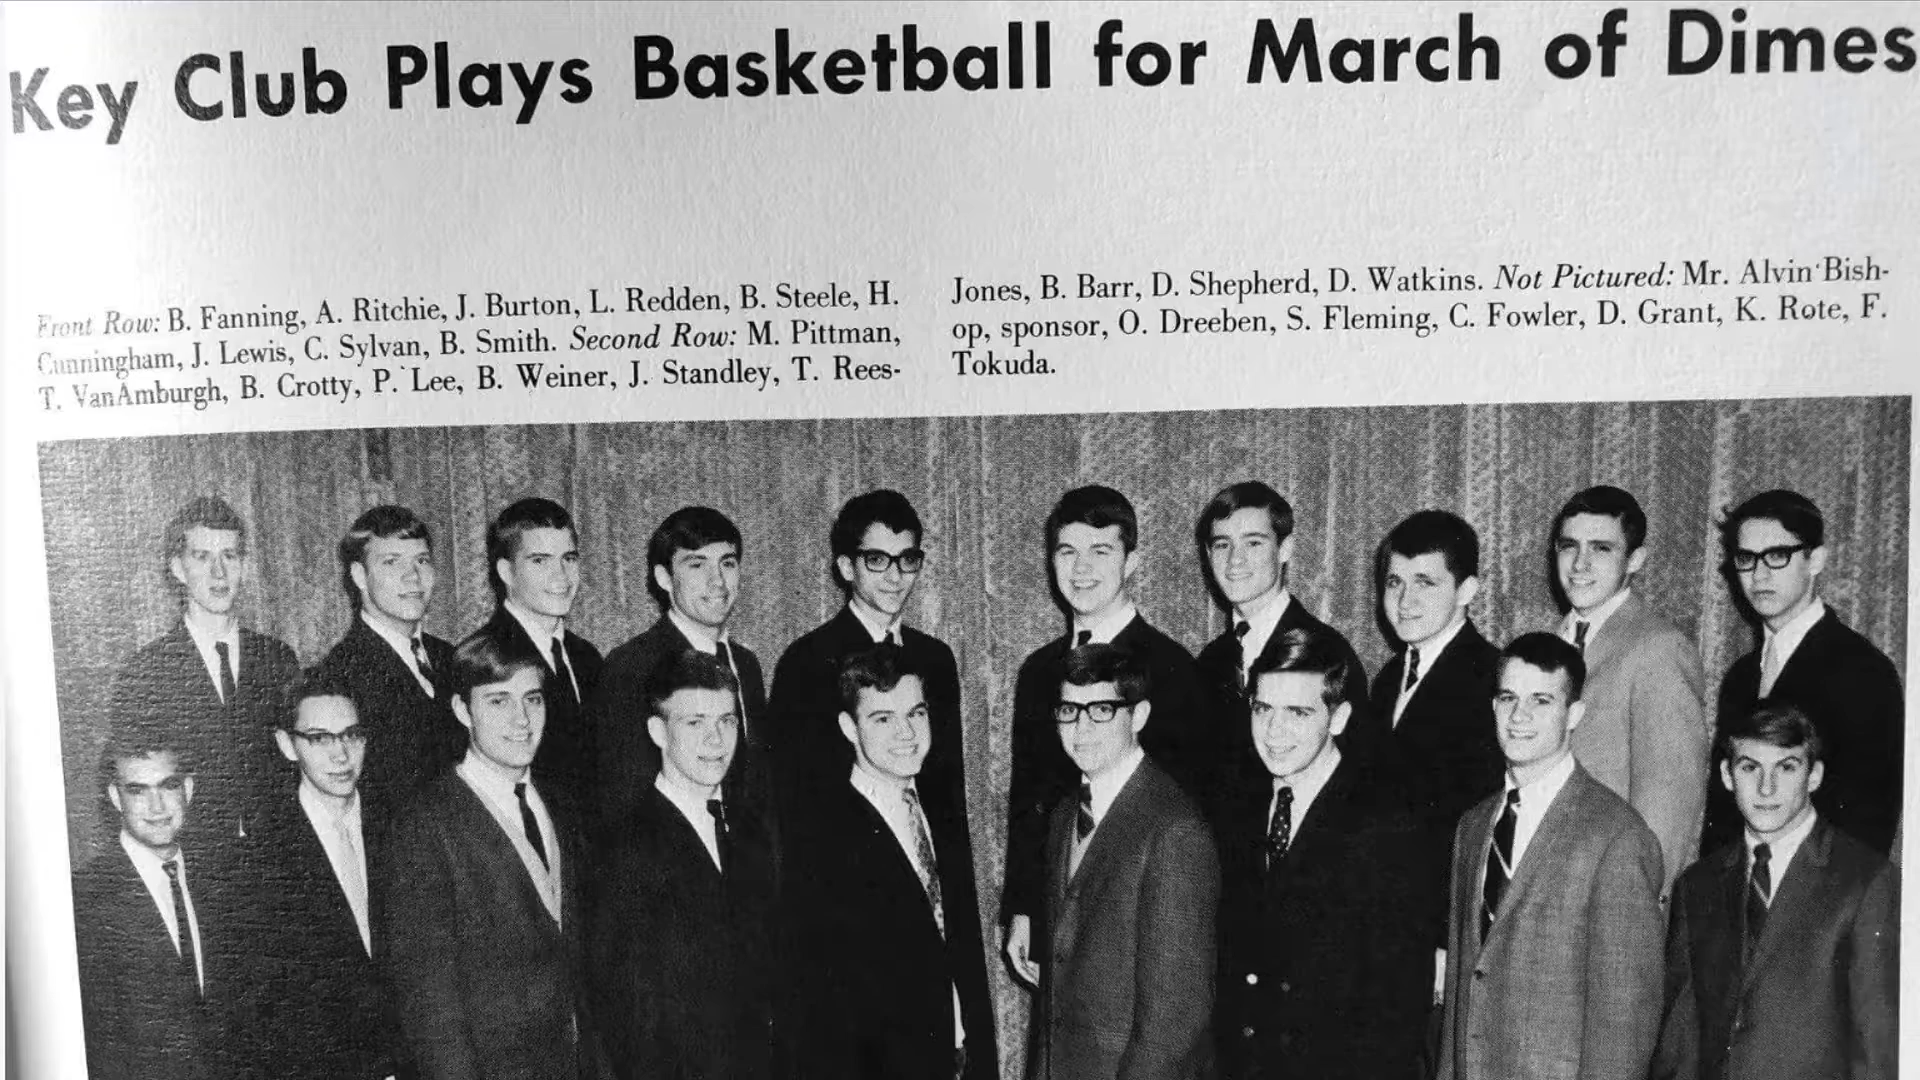 Key Club Plays Basketball for March of Dimes
Front Row: B. Fanning, A. Ritchie, J. Burton, L. Redden, B. Steele, H.
Cunningham, J. Lewis, C. Sylvan, B. Smith. Second Row: M. Pittman,
T. VanAmburgh, B. Crotty, P. Lee, B. Weiner, J. Standley, T. Rees-
Jones, B. Barr, D. Shepherd, D. Watkins. Not Pictured: Mr. Alvin Bish-
op, sponsor, O. Dreeben, S. Fleming, C. Fowler, D. Grant, K. Rote, F.
Tokuda.